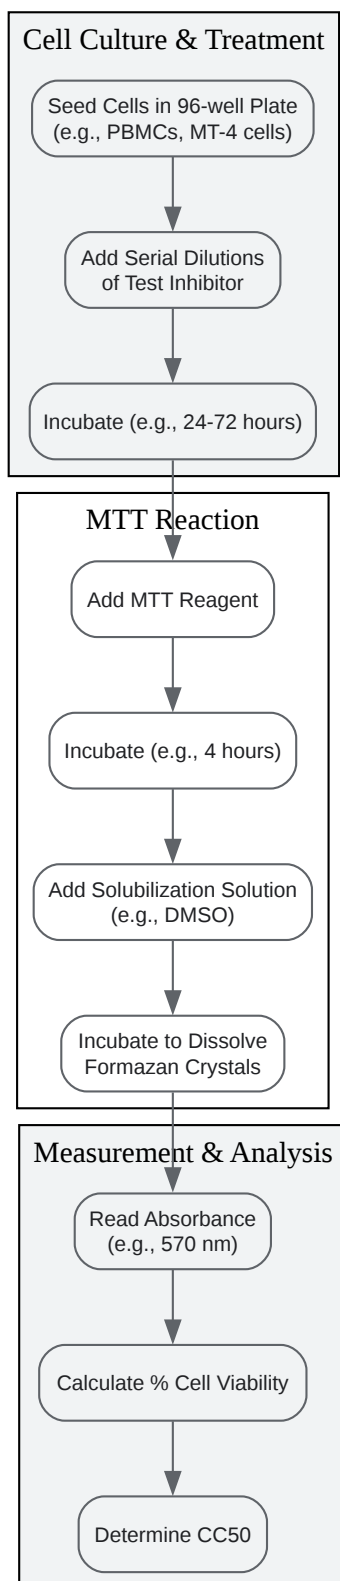 Cell Culture & Treatment
Seed Cells in 96-well Plate
(e.g., PBMCs, MT-4 cells)
Add Serial Dilutions
of Test Inhibitor
Incubate (e.g., 24-72 hours)
MTT Reaction
Add MTT Reagent
Incubate (e.g., 4 hours)
Add Solubilization Solution
(e.g., DMSO)
Incubate to Dissolve
Formazan Crystals
Measurement & Analysis
Read Absorbance
(e.g., 570 nm)
Calculate % Cell Viability
Determine CC50